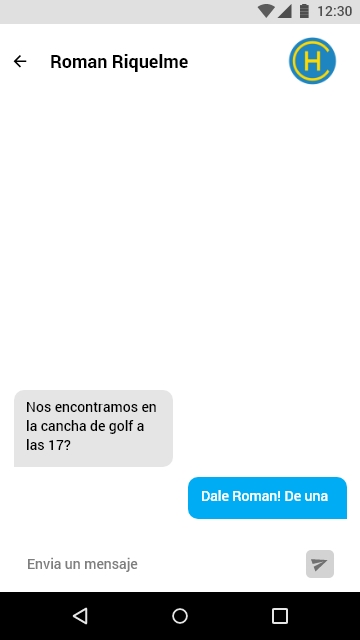 12:30
Roman Riquelme
H
Nos encontramos en
la cancha de golf a
las 17?
Dale Roman! De una
Envia un mensaje